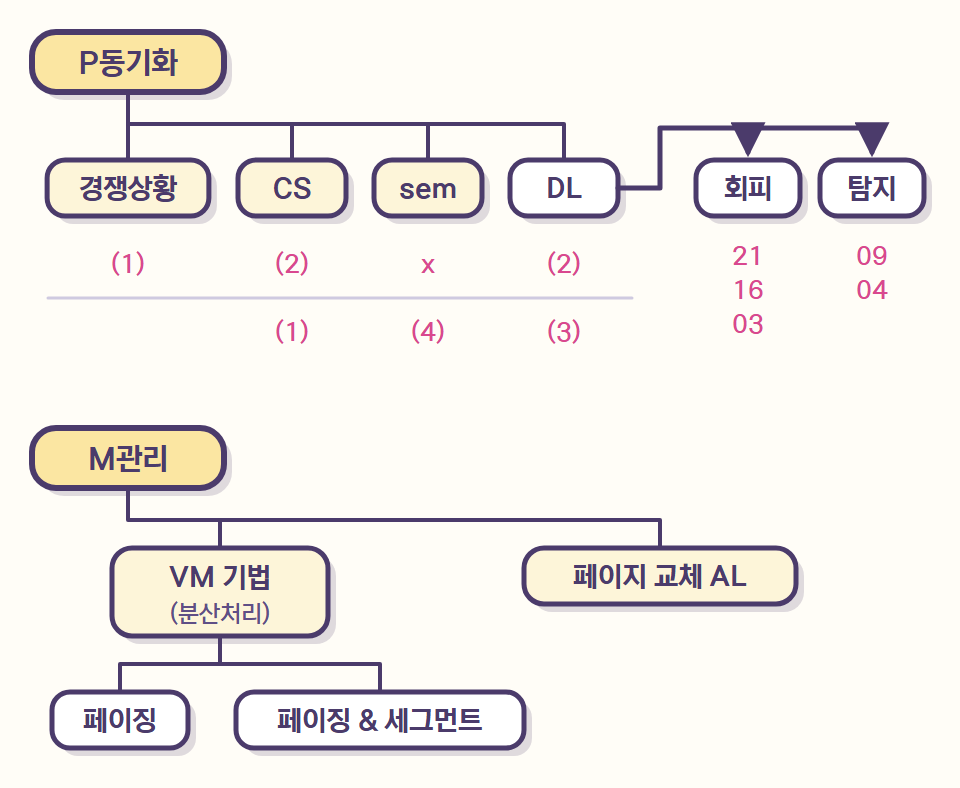 P동기화
경쟁상황
CS
sem
DL
회피
탐지
(1)
(2)
x
(2)
21
09
16
04
(1)
(4)
(3)
03
M관리
VM 기법
(분산처리)
페이지 교체 AL
페이징
페이징 & 세그먼트